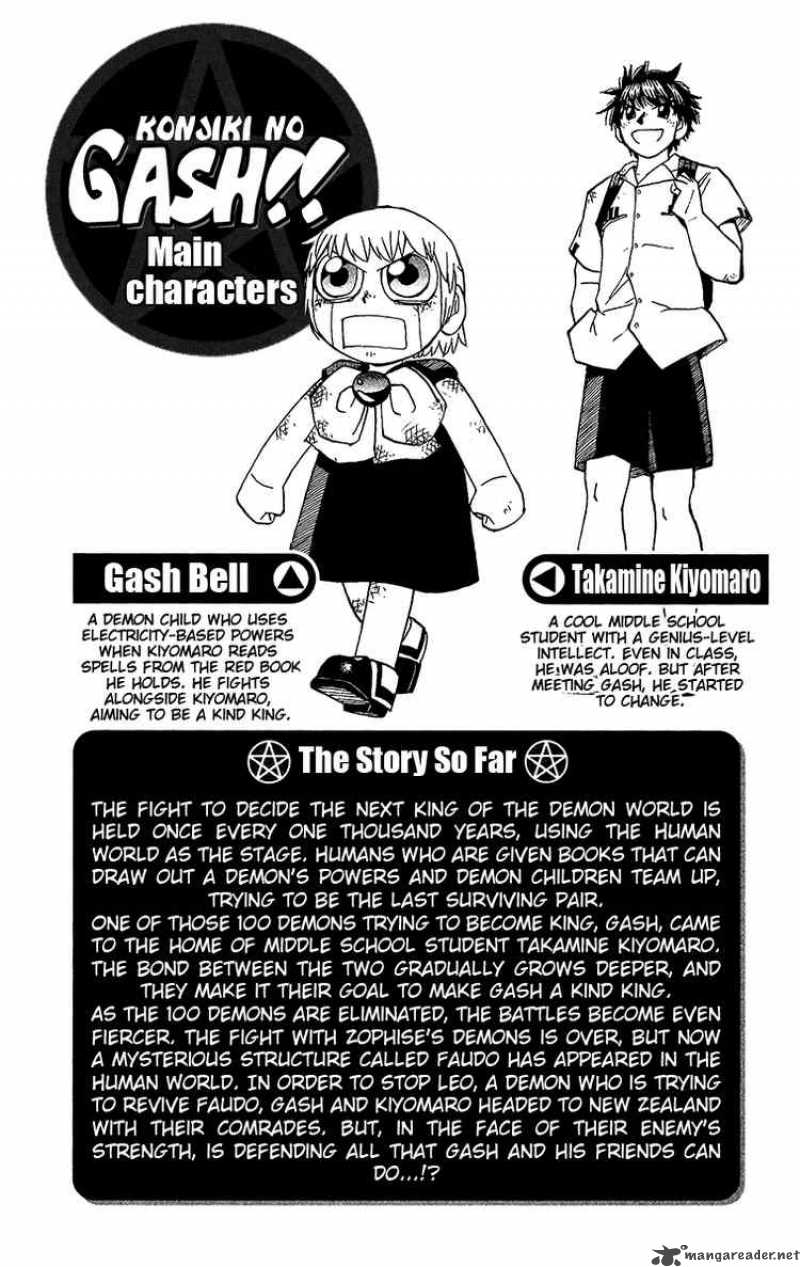 KONJIKI NO
GASH!!
Main
characters
Gash Bell
A DEMON CHILD WHO USES
ELECTRICITY-BASED POWERS
WHEN KIYOMARO READS
SPELLS FROM THE RED BOOK
HE HOLDS. HE FIGHTS
ALONGSIDE KIYOMARO,
AIMING TO BE A KIND KING.
Takamine Kiyomaro
A COOL MIDDLE SCHOOL
STUDENT WITH A GENIUS-LEVEL
INTELLECT. EVEN IN CLASS,
HE WAS ALOOF. BUT AFTER
MEETING GASH, HE STARTED
TO CHANGE.
The Story So Far
THE FIGHT TO DECIDE THE NEXT KING OF THE DEMON WORLD IS
HELD ONCE EVERY ONE THOUSAND YEARS, USING THE HUMAN
WORLD AS THE STAGE. HUMANS WHO ARE GIVEN BOOKS THAT CAN
DRAW OUT A DEMON'S POWERS AND DEMON CHILDREN TEAM UP,
TRYING TO BE THE LAST SURVIVING PAIR.
ONE OF THOSE 100 DEMONS TRYING TO BECOME KING, GASH, CAME
TO THE HOME OF MIDDLE SCHOOL STUDENT TAKAMINE KIYOMARO.
THE BOND BETWEEN THE TWO GRADUALLY GROWS DEEPER, AND
THEY MAKE IT THEIR GOAL TO MAKE GASH A KIND KING.
AS THE 100 DEMONS ARE ELIMINATED, THE BATTLES BECOME EVEN
FIERCER. THE FIGHT WITH ZOPHISE'S DEMONS IS OVER, BUT NOW
A MYSTERIOUS STRUCTURE CALLED FAUDO HAS APPEARED IN THE
HUMAN WORLD. IN ORDER TO STOP LEO, A DEMON WHO IS TRYING
TO REVIVE FAUDO, GASH AND KIYOMARO HEADED TO NEW ZEALAND
WITH THEIR COMRADES. BUT, IN THE FACE OF THEIR ENEMY'S
STRENGTH, IS DEFENDING ALL THAT GASH AND HIS FRIENDS CAN
DO...!?
mangareader.net